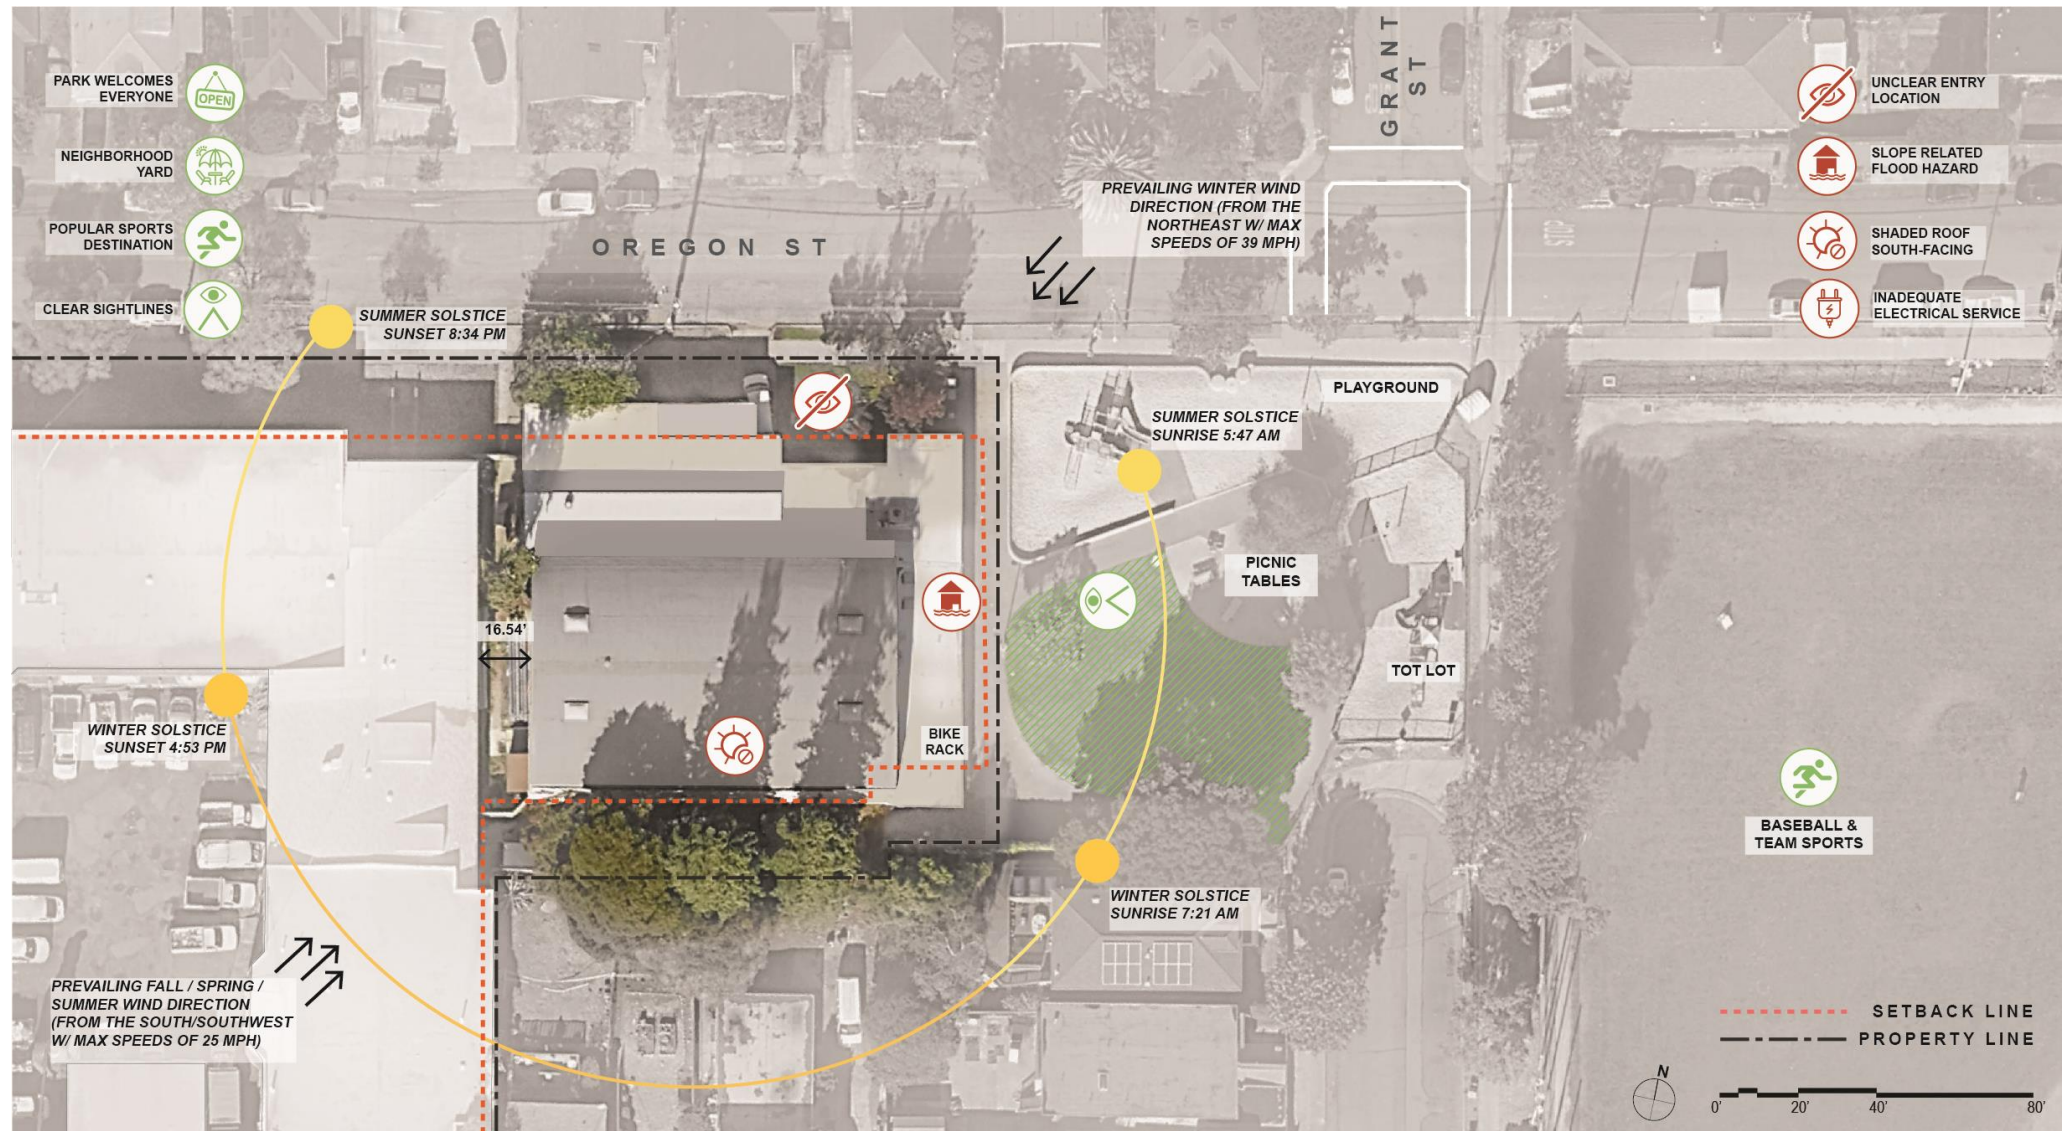 PARK WELCOMES
EVERYONE
OPEN
NEIGHBORHOOD
YARD
POPULAR SPORTS
DESTINATION
CLEAR SIGHTLINES
GRANT
ST
UNCLEAR ENTRY
LOCATION
SLOPE RELATED
FLOOD HAZARD
SHADED ROOF
SOUTH-FACING
INADEQUATE
ELECTRICAL SERVICE
PREVAILING WINTER WIND
DIRECTION (FROM THE
NORTHEAST W/ MAX
SPEEDS OF 39 MPH)
OREGON ST
STOP
SUMMER SOLSTICE
SUNSET 8:34 PM
PLAYGROUND
SUMMER SOLSTICE
SUNRISE 5:47 AM
PICNIC
TABLES
16.54'
TOT LOT
WINTER SOLSTICE
SUNSET 4:53 PM
BIKE
RACK
BASEBALL &
TEAM SPORTS
WINTER SOLSTICE
SUNRISE 7:21 AM
PREVAILING FALL / SPRING /
SUMMER WIND DIRECTION
(FROM THE SOUTH/SOUTHWEST
W/ MAX SPEEDS OF 25 MPH)
SETBACK LINE
PROPERTY LINE
N
0' 20' 40' 80'